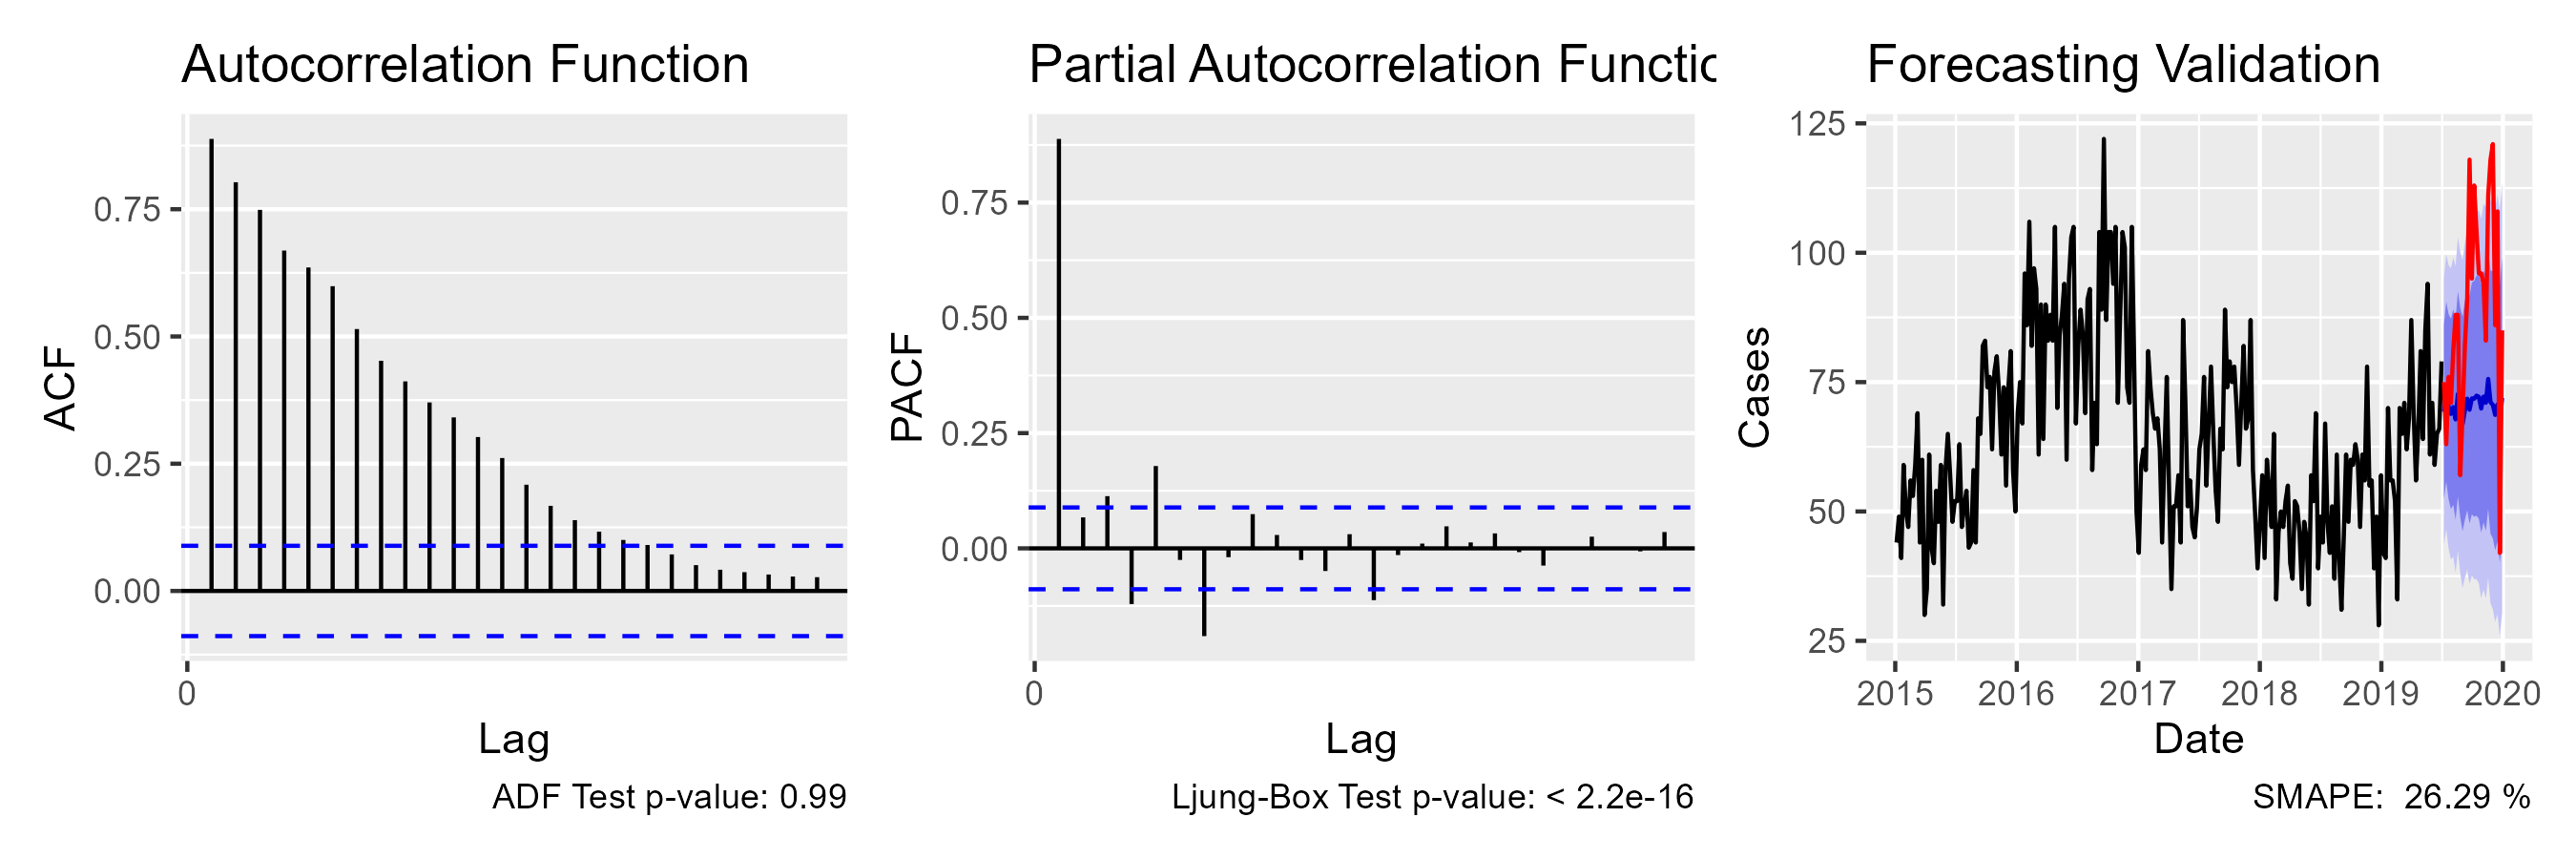 Autocorrelation Function
ACF
0.75
0.50
0.25
0.00
0
Lag
ADF Test p-value: 0.99
Partial Autocorrelation Functio
PACF
0.75
0.50
0.25
0.00
0
Lag
Ljung-Box Test p-value: < 2.2e-16
Forecasting Validation
Cases
125
100
75
50
25
2015 2016 2017 2018 2019 2020
Date
SMAPE: 26.29 %